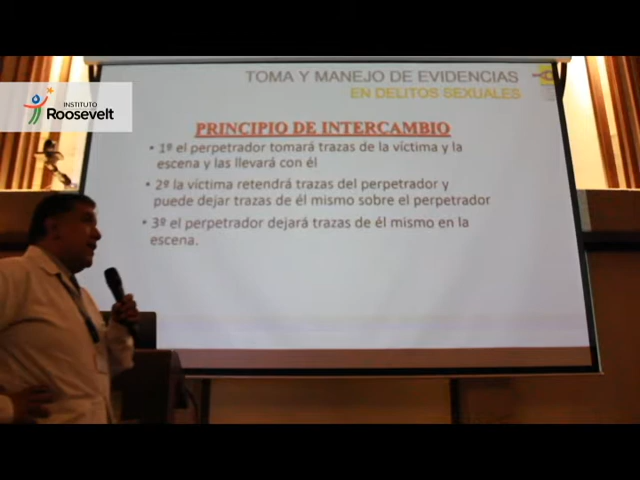 INSTITUTO
Roosevelt
TOMA Y MANEJO DE EVIDENCIAS
EN DELITOS SEXUALES
PRINCIPIO DE INTERCAMBIO
• 1º el perpetrador tomará trazas de la víctima y la
escena y las llevará con él
• 2º la víctima retendrá trazas del perpetrador y
puede dejar trazas de él mismo sobre el perpetrador
• 3º el perpetrador dejará trazas de él mismo en la
escena.